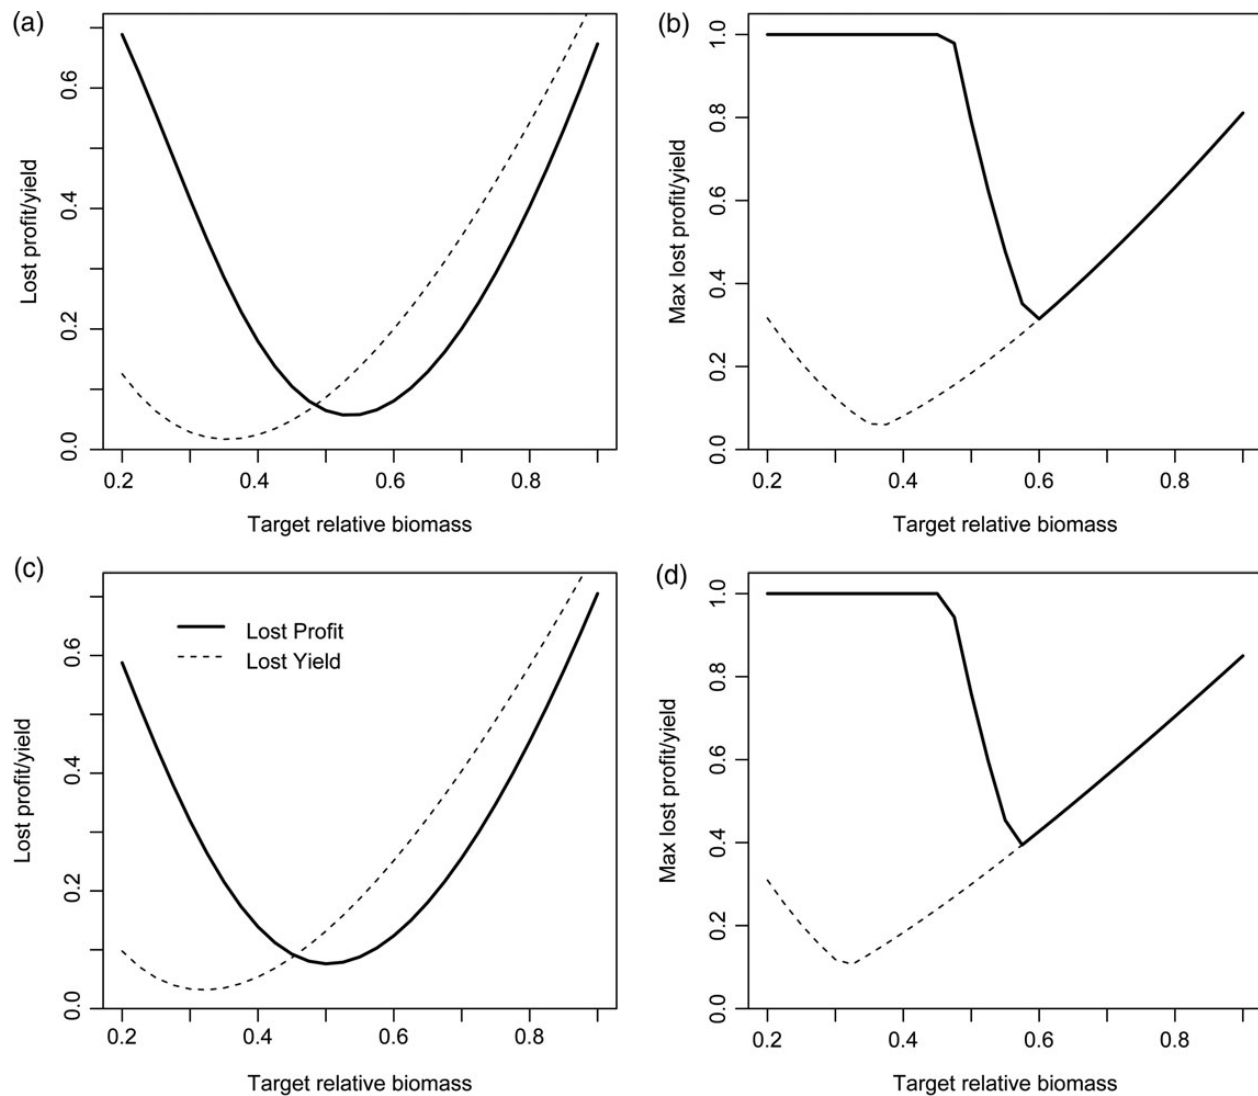 (a)
Lost profit/yield
0.0 0.2 0.4 0.6
0.2 0.4 0.6 0.8
Target relative biomass
(b)
Max lost profit/yield
0.0 0.2 0.4 0.6 0.8 1.0
0.2 0.4 0.6 0.8
Target relative biomass
(c)
Lost Profit
Lost Yield
Lost profit/yield
0.0 0.2 0.4 0.6
0.2 0.4 0.6 0.8
Target relative biomass
(d)
Max lost profit/yield
0.0 0.2 0.4 0.6 0.8 1.0
0.2 0.4 0.6 0.8
Target relative biomass